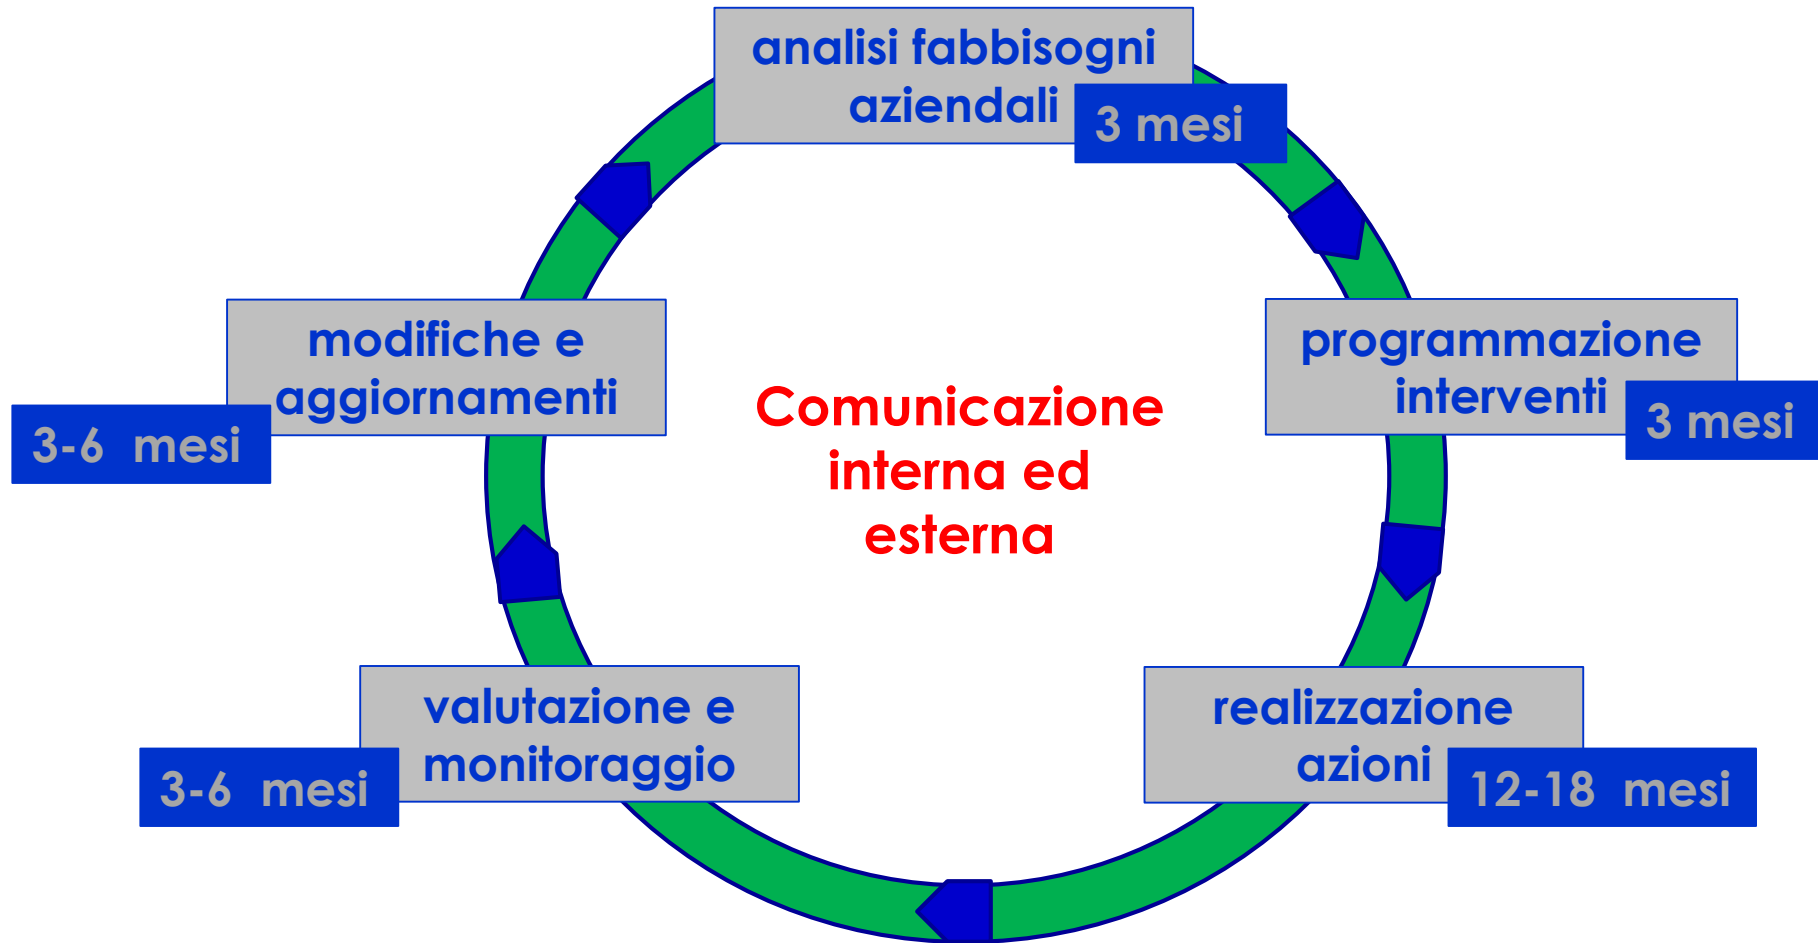 analisi fabbisogni
aziendali
3 mesi
programmazione
interventi
3 mesi
realizzazione
azioni
12-18 mesi
valutazione e
monitoraggio
3-6 mesi
modifiche e
aggiornamenti
3-6 mesi
Comunicazione
interna ed
esterna